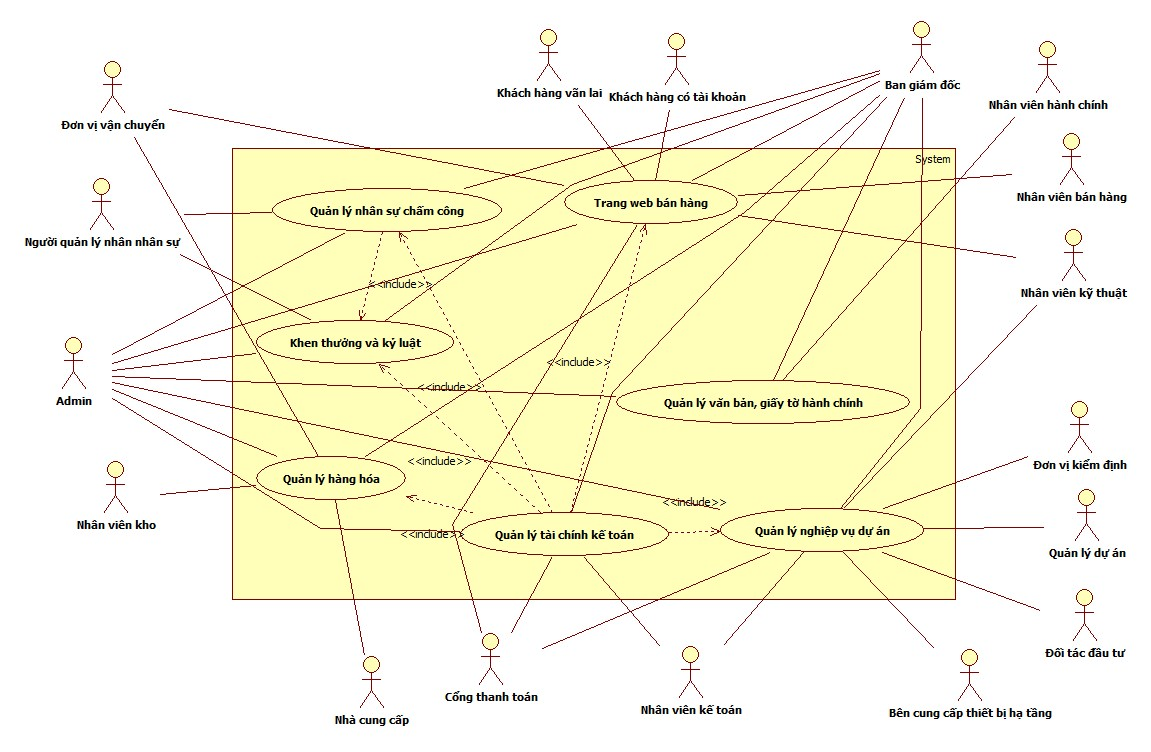 Khách hàng vãn lai
Khách hàng có tài khoản
Ban giám đốc
Nhân viên hành chính
Đơn vị vận chuyển
System
Nhân viên bán hàng
Người quản lý nhân nhân sự
Quản lý nhân sự chấm công
Trang web bán hàng
Nhân viên kỹ thuật
<<include>>
Khen thưởng và kỷ luật
<<include>>
Admin
<<include>>
Quản lý văn bản, giấy tờ hành chính
Đơn vị kiểm định
<<include>>
Quản lý hàng hóa
<<include>>
Nhân viên kho
<<include>>
Quản lý tài chính kế toán
Quản lý nghiệp vụ dự án
Quản lý dự án
Đối tác đầu tư
Cổng thanh toán
Nhà cung cấp
Nhân viên kế toán
Bên cung cấp thiết bị hạ tầng